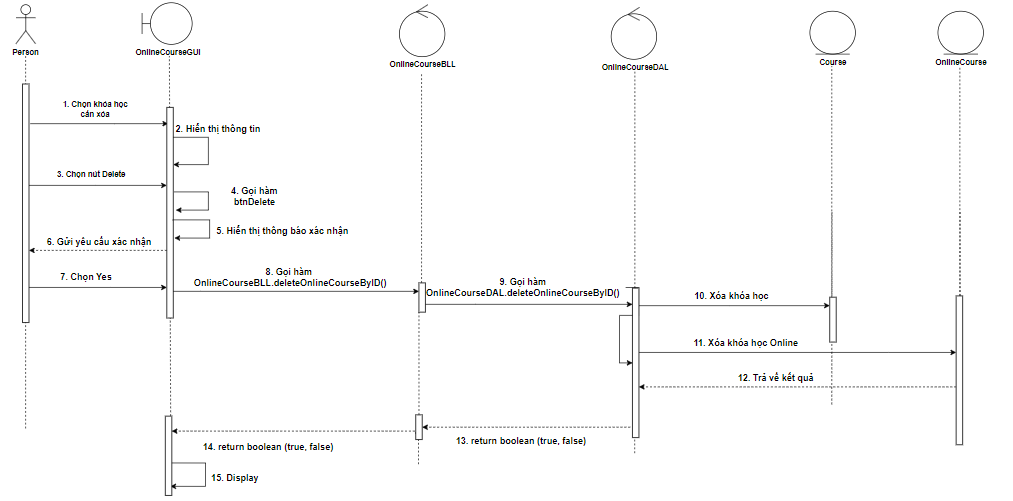 Person
OnlineCourseGUI
OnlineCourseBLL
OnlineCourseDAL
Course
OnlineCourse
1. Chọn khóa học
cần xóa
2. Hiển thị thông tin
3. Chọn nút Delete
4. Gọi hàm
btnDelete
5. Hiển thị thông báo xác nhận
6. Gửi yêu cầu xác nhận
7. Chọn Yes
8. Gọi hàm
OnlineCourseBLL.deleteOnlineCourseByID()
9. Gọi hàm
OnlineCourseDAL.deleteOnlineCourseByID()
10. Xóa khóa học
11. Xóa khóa học Online
12. Trả về kết quả
13. return boolean (true, false)
14. return boolean (true, false)
15. Display